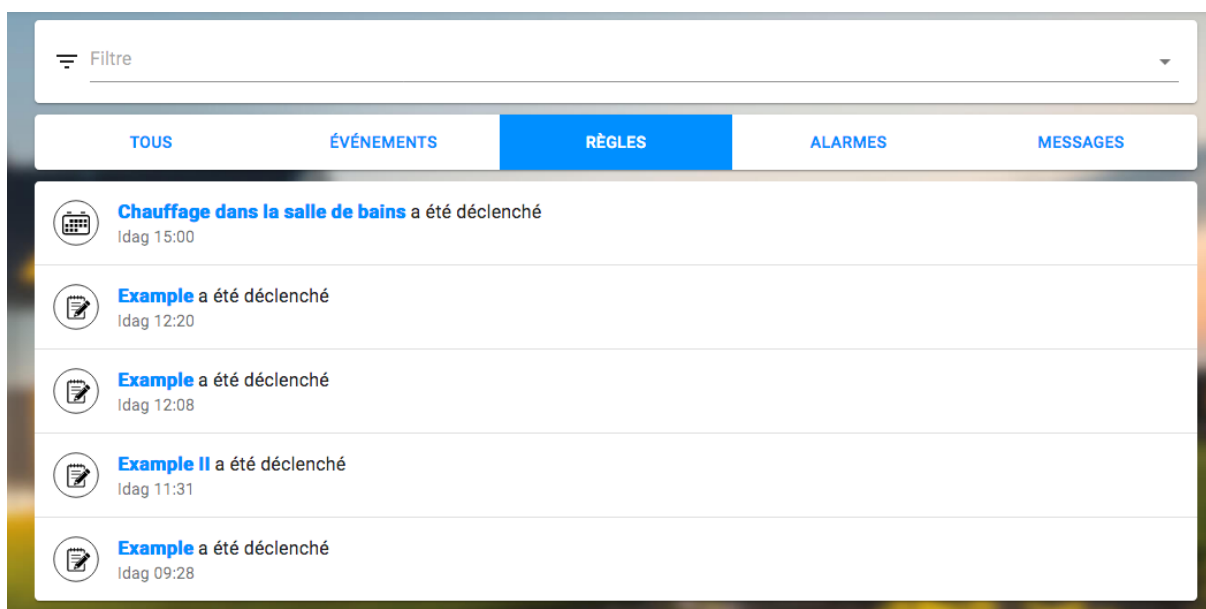 Filtre
TOUS ÉVÉNEMENTS RÈGLES ALARMES MESSAGES
Chauffage dans la salle de bains a été déclenché
Idag 15:00
Example a été déclenché
Idag 12:20
Example a été déclenché
Idag 12:08
Example II a été déclenché
Idag 11:31
Example a été déclenché
Idag 09:28